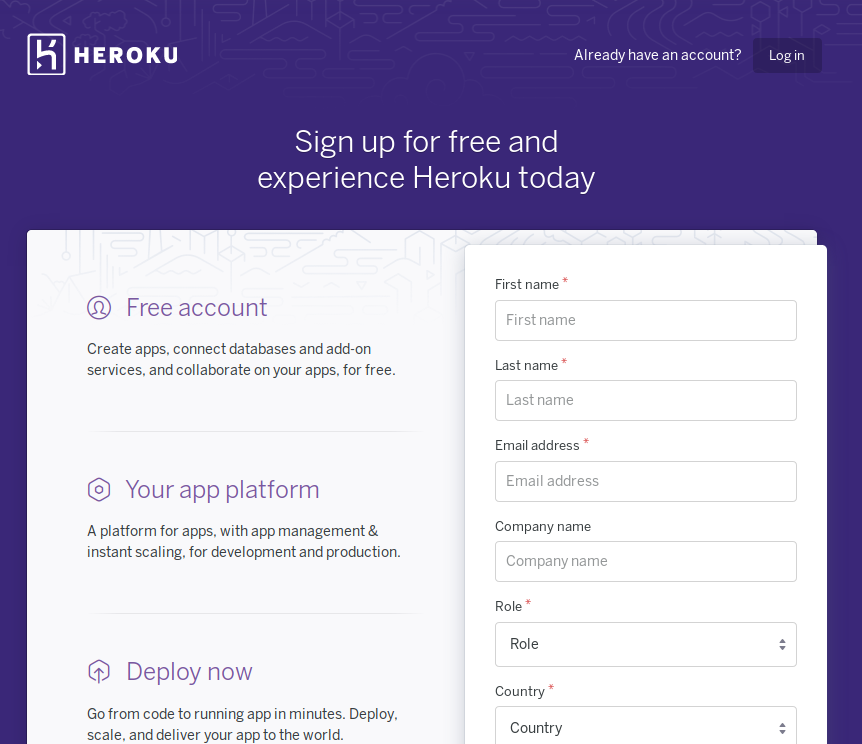 HEROKU
Already have an account?
Log in
Sign up for free and
experience Heroku today
Free account
Create apps, connect databases and add-on
services, and collaborate on your apps, for free.
Your app platform
A platform for apps, with app management &
instant scaling, for development and production.
Deploy now
Go from code to running app in minutes. Deploy,
scale, and deliver your app to the world.
First name *
First name
Last name *
Last name
Email address *
Email address
Company name
Company name
Role *
Role
Country *
Country